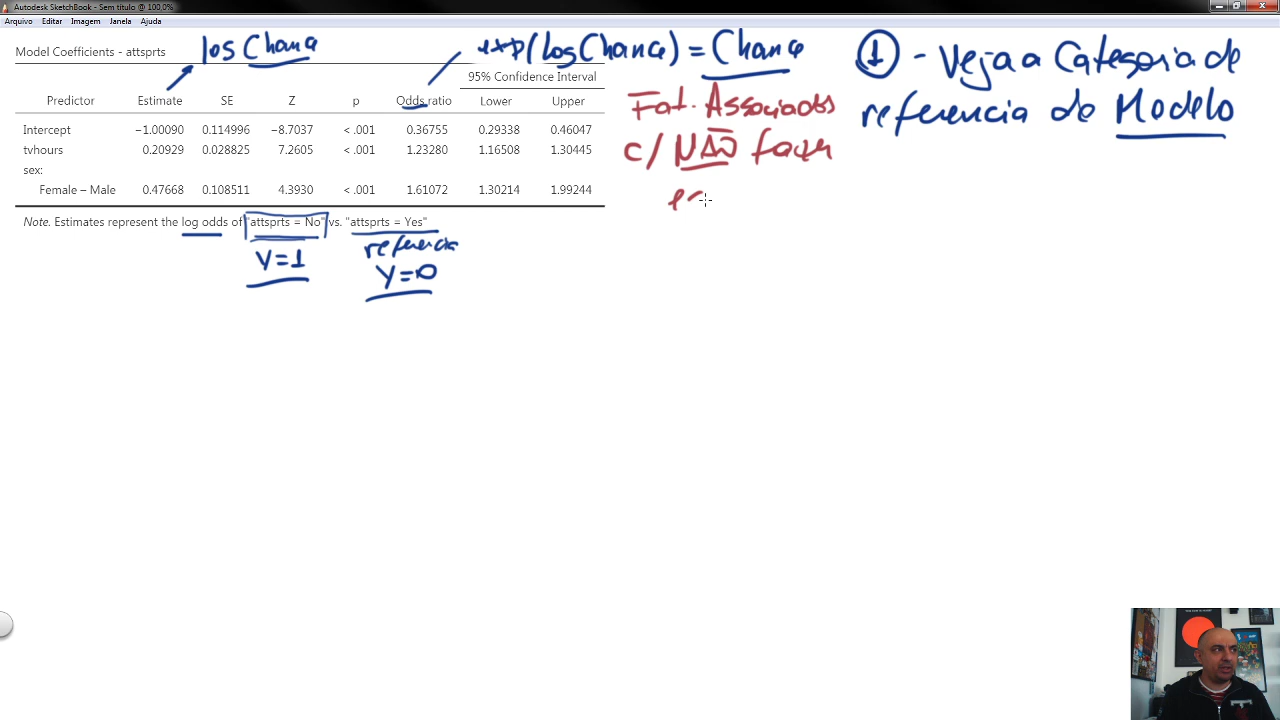 Autodesk SketchBook - Sem título @ 100,0%
Arquivo Editar Imagem Janela Ajuda
Model Coefficients - attsprts
log Chance
exp(log Chance) = Chance
95% Confidence Interval
Predictor Estimate SE Z p Odds ratio Lower Upper
Intercept −1.00090 0.114996 −8.7037 < .001 0.36755 0.29338 0.46047
tvhours 0.20929 0.028825 7.2605 < .001 1.23280 1.16508 1.30445
sex:
Female – Male 0.47668 0.108511 4.3930 < .001 1.61072 1.30214 1.99244
Note. Estimates represent the log odds of "attsprts = No" vs. "attsprts = Yes"
Y=1
referencia
Y=0
Fat. Associados
c/ NÃO fazer
① - Veja a Categoria de
referencia do Modelo